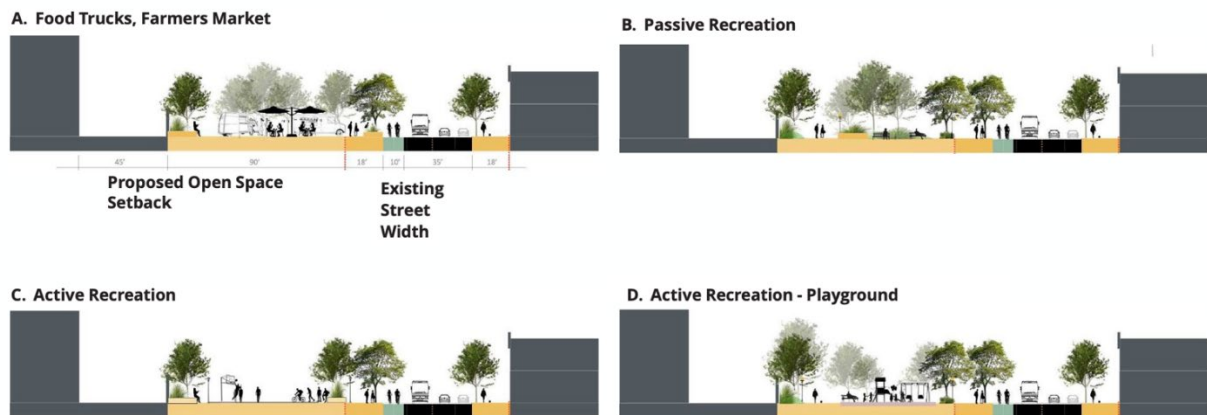 A. Food Trucks, Farmers Market
B. Passive Recreation
45'
90'
18'
10'
35'
18'
Proposed Open Space
Setback
Existing
Street
Width
C. Active Recreation
D. Active Recreation - Playground